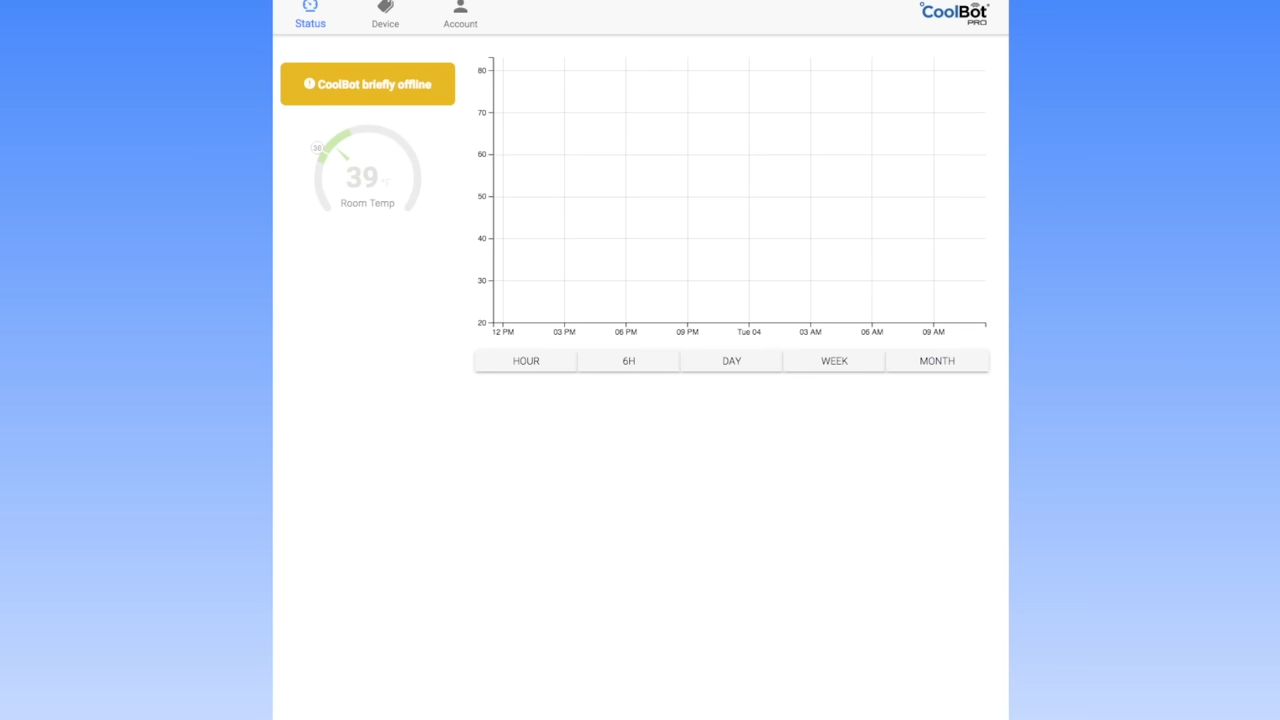 Status
Device
Account
CoolBot
PRO
CoolBot briefly offline
36
39 °F
Room Temp
80
70
60
50
40
30
20
12 PM 03 PM 06 PM 09 PM Tue 04 03 AM 06 AM 09 AM
HOUR 6H DAY WEEK MONTH